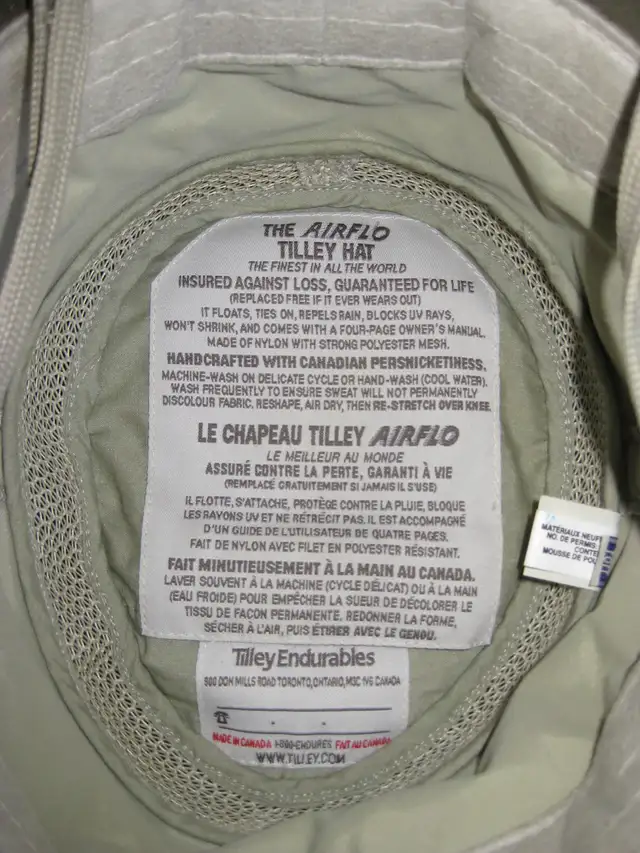 THE AIRFLO
TILLEY HAT
THE FINEST IN ALL THE WORLD
INSURED AGAINST LOSS, GUARANTEED FOR LIFE
(REPLACED FREE IF IT EVER WEARS OUT)
IT FLOATS, TIES ON, REPELS RAIN, BLOCKS UV RAYS,
WON'T SHRINK, AND COMES WITH A FOUR-PAGE OWNER'S MANUAL.
MADE OF NYLON WITH STRONG POLYESTER MESH.
HANDCRAFTED WITH CANADIAN PERSNICKETINESS.
MACHINE-WASH ON DELICATE CYCLE OR HAND-WASH (COOL WATER).
WASH FREQUENTLY TO ENSURE SWEAT WILL NOT PERMANENTLY
DISCOLOUR FABRIC. RESHAPE, AIR DRY, THEN RE-STRETCH OVER KNEE.
LE CHAPEAU TILLEY AIRFLO
LE MEILLEUR AU MONDE
ASSURÉ CONTRE LA PERTE, GARANTI À VIE
(REMPLACÉ GRATUITEMENT SI JAMAIS IL S'USE)
IL FLOTTE, S'ATTACHE, PROTÈGE CONTRE LA PLUIE, BLOQUE
LES RAYONS UV ET NE RÉTRECIT PAS. IL EST ACCOMPAGNÉ
D'UN GUIDE DE L'UTILISATEUR DE QUATRE PAGES.
FAIT DE NYLON AVEC FILET EN POLYESTER RÉSISTANT.
FAIT MINUTIEUSEMENT À LA MAIN AU CANADA.
LAVER SOUVENT À LA MACHINE (CYCLE DÉLICAT) OU À LA MAIN
(EAU FROIDE) POUR EMPÊCHER LA SUEUR DE DÉCOLORER LE
TISSU DE FAÇON PERMANENTE. REDONNER LA FORME,
SÉCHER À L'AIR, PUIS ÉTIRER AVEC LE GENOU.
Tilley Endurables
900 DON MILLS ROAD TORONTO, ONTARIO, M3C 1V6 CANADA
MADE IN CANADA 1-800-ENDURES FAIT AU CANADA
WWW.TILLEY.COM
MATERIAUX NEUF
NO. DE PERMIS
CONTE
MOUSSE DE POL